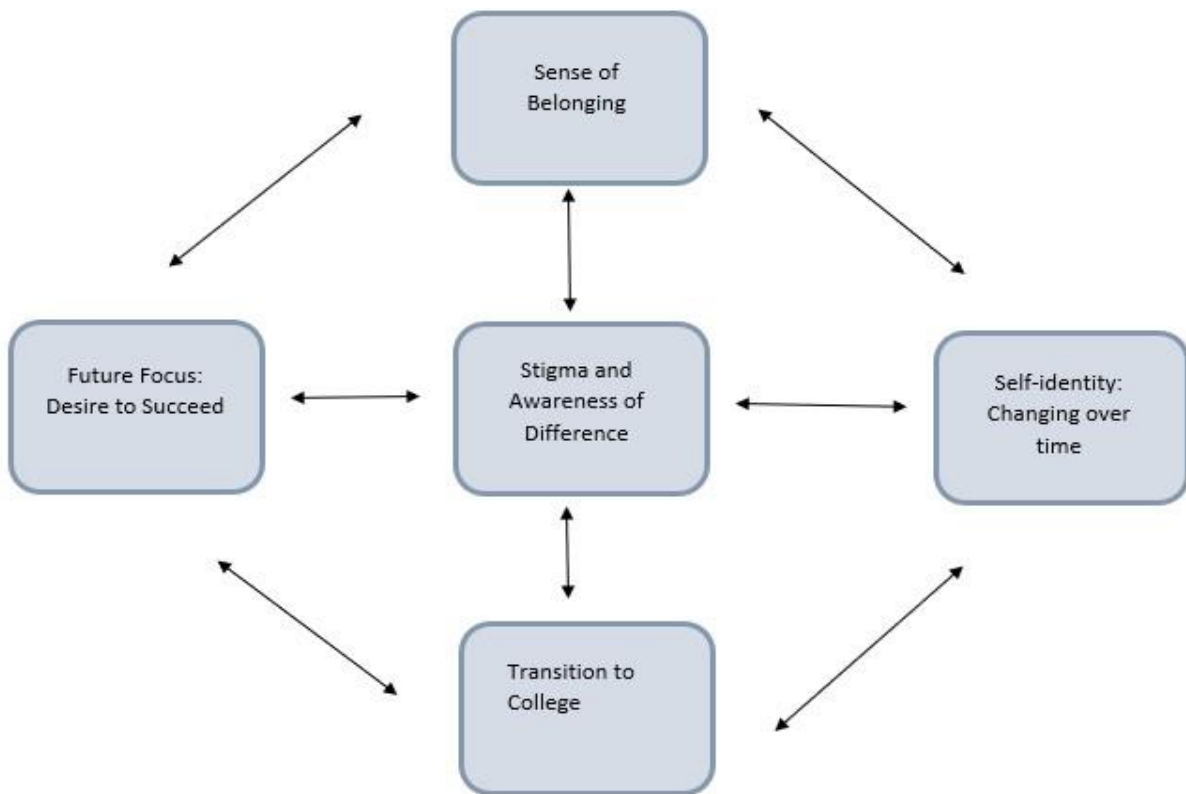 Sense of
Belonging
Future Focus:
Desire to Succeed
Stigma and
Awareness of
Difference
Self-identity:
Changing over
time
Transition to
College